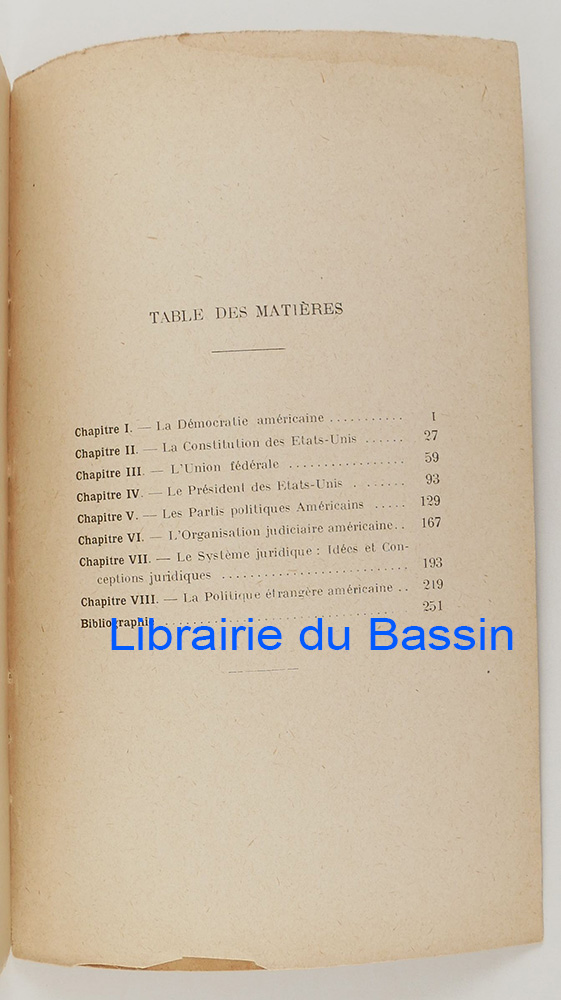 TABLE DES MATIÈRES
Chapitre I. — La Démocratie américaine ........... 1
Chapitre II. — La Constitution des Etats-Unis ...... 27
Chapitre III. — L'Union fédérale ................. 59
Chapitre IV. — Le Président des Etats-Unis ........ 93
Chapitre V. — Les Partis politiques Américains ..... 129
Chapitre VI. — L'Organisation judiciaire américaine.. 167
Chapitre VII. — Le Système juridique : Idées et Con-
ceptions juridiques ........................ 193
Chapitre VIII. — La Politique étrangère américaine .. 219
Bibliographie .............................. 251
Librairie du Bassin